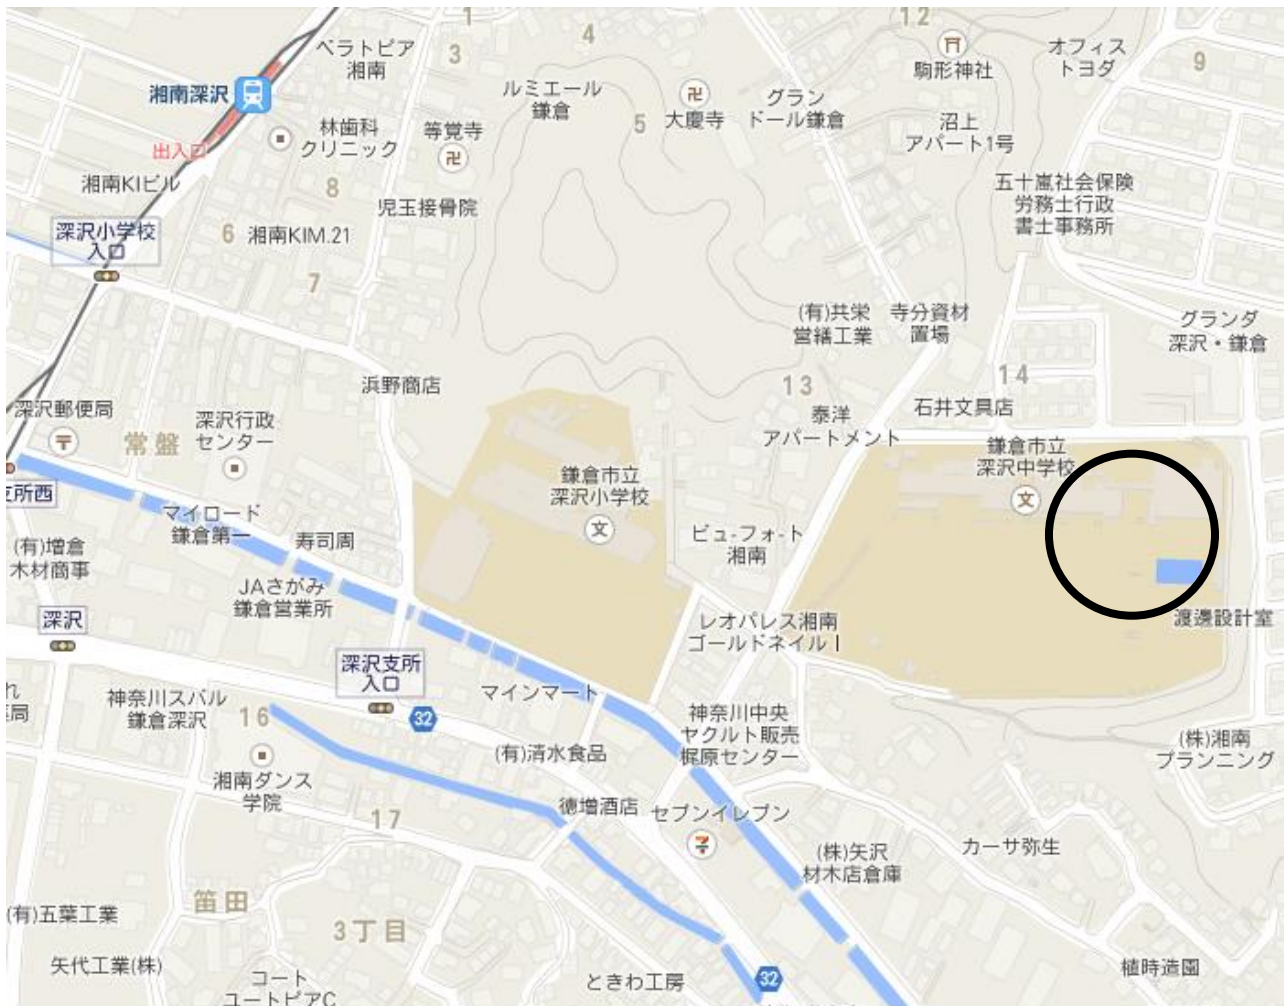 1
12
4
ベラトピア
湘南
3
駒形神社
オフィス
トヨダ
9
湘南深沢
ルミエール
鎌倉
5
大慶寺
グラン
ドール鎌倉
沼上
アパート1号
林歯科
クリニック
等覚寺
出入口
湘南KIビル
8
児玉接骨院
五十嵐社会保険
労務士行政
書士事務所
深沢小学校
入口
6
湘南KIM.21
7
(有)共栄
営繕工業
寺分資材
置場
グランダ
深沢・鎌倉
浜野商店
13
14
深沢郵便局
〒
常盤
深沢行政
センター
泰洋
アパートメント
石井文具店
鎌倉市立
深沢中学校
文
鎌倉市立
深沢小学校
文
支所西
マイロード
鎌倉第一
寿司周
ビュ-フォ-ト
湘南
(有)増倉
木材商事
JAさがみ
鎌倉営業所
深沢
レオパレス湘南
ゴールドネイルⅠ
渡邊設計室
深沢支所
入口
マインマート
神奈川スバル
鎌倉深沢
16
32
神奈川中央
ヤクルト販売
梶原センター
(有)清水食品
(株)湘南
プランニング
湘南ダンス
学院
17
徳増酒店
セブンイレブン
7
(株)矢沢
材木店倉庫
カーサ弥生
笛田
(有)五葉工業
3丁目
矢代工業(株)
コート
ユートピアC
ときわ工房
32
植時造園